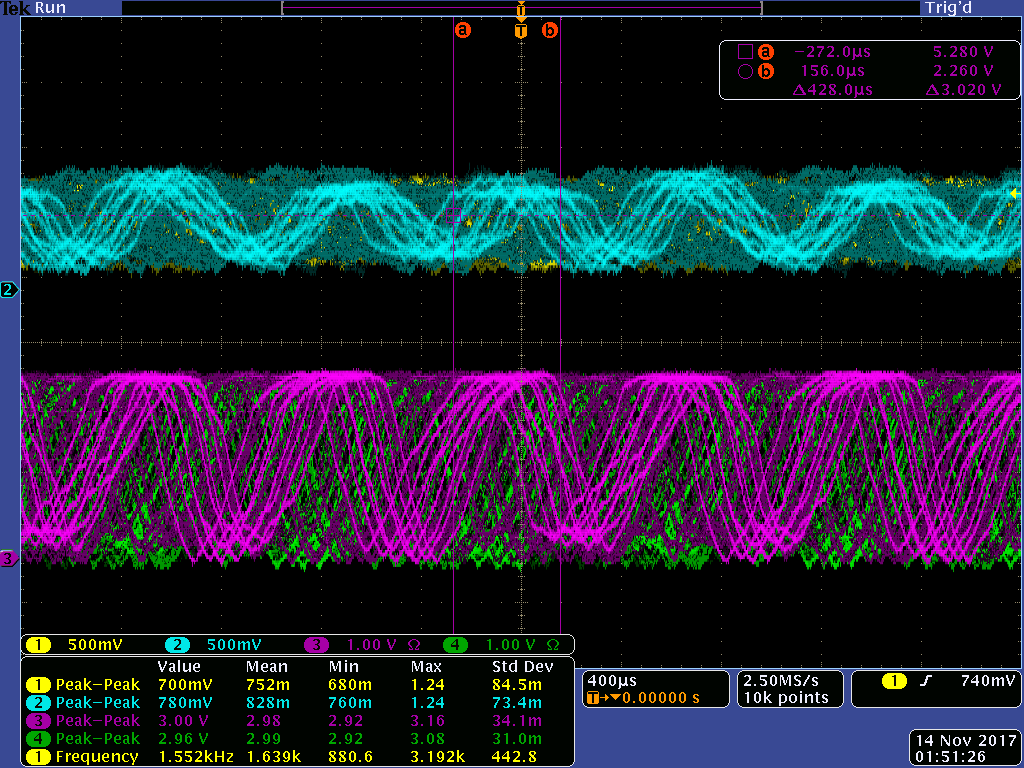 Tek Run Trig'd
T
a T b
a −272.0µs 5.280 V
b 156.0µs 2.260 V
Δ428.0µs Δ3.020 V
2
3
1 500mV 2 500mV 3 1.00 V Ω 4 1.00 V Ω
Value Mean Min Max Std Dev
1 Peak−Peak 700mV 752m 680m 1.24 84.5m
2 Peak−Peak 780mV 828m 760m 1.24 73.4m
3 Peak−Peak 3.00 V 2.98 2.92 3.16 34.1m
4 Peak−Peak 2.96 V 2.99 2.92 3.08 31.0m
1 Frequency 1.552kHz 1.639k 880.6 3.192k 442.8
400µs
T→▼0.00000 s
2.50MS/s
10k points
1 740mV
14 Nov 2017
01:51:26